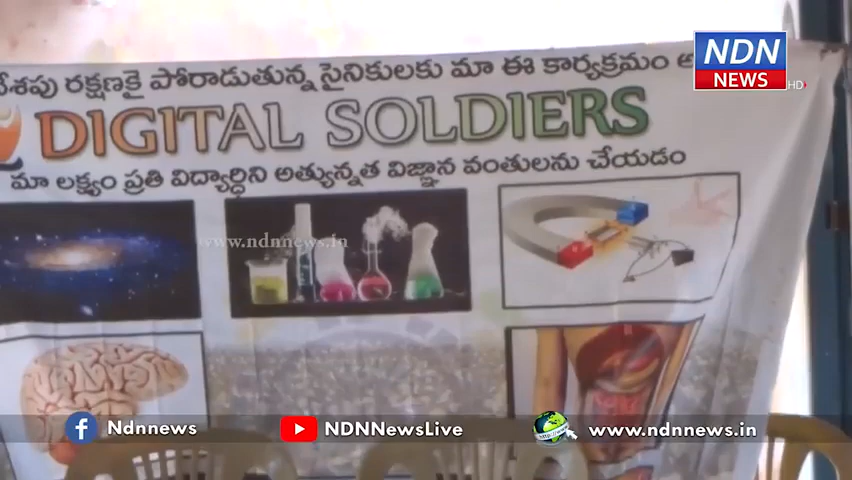 రక్షణకై పోరాడుతున్న సైనికులకు మా ఈ కార్యక్రమం
DIGITAL SOLDIERS
మా లక్ష్యం ప్రతి విద్యార్ధిని అత్యున్నత విజ్ఞాన వంతులను చేయడం
NDN
NEWS
HD
www.ndnnews.in
Ndnnews
NDNNewsLive
www.ndnnews.in